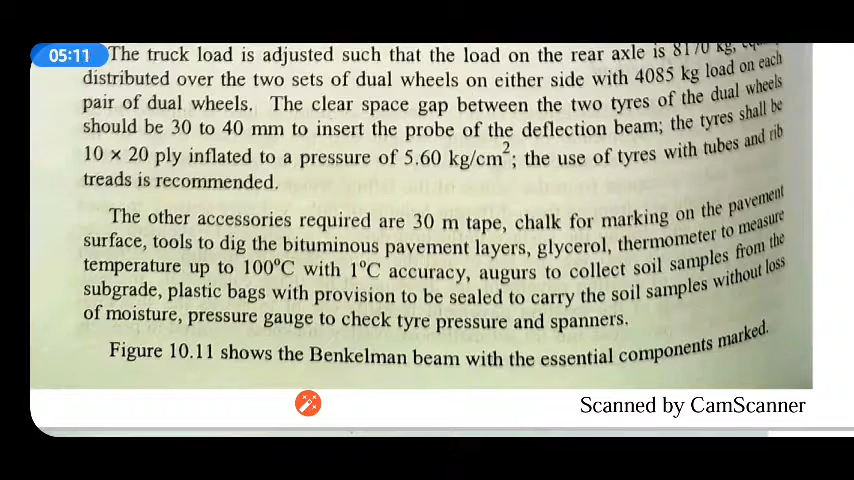 05:11
The truck load is adjusted such that the load on the rear axle is 8170 kg, equally
distributed over the two sets of dual wheels on either side with 4085 kg load on each
pair of dual wheels. The clear space gap between the two tyres of the dual wheels
should be 30 to 40 mm to insert the probe of the deflection beam; the tyres shall be
10 × 20 ply inflated to a pressure of 5.60 kg/cm²; the use of tyres with tubes and rib
treads is recommended.
The other accessories required are 30 m tape, chalk for marking on the pavement
surface, tools to dig the bituminous pavement layers, glycerol, thermometer to measure
temperature up to 100°C with 1°C accuracy, augurs to collect soil samples from the
subgrade, plastic bags with provision to be sealed to carry the soil samples without loss
of moisture, pressure gauge to check tyre pressure and spanners.
Figure 10.11 shows the Benkelman beam with the essential components marked.
Scanned by CamScanner